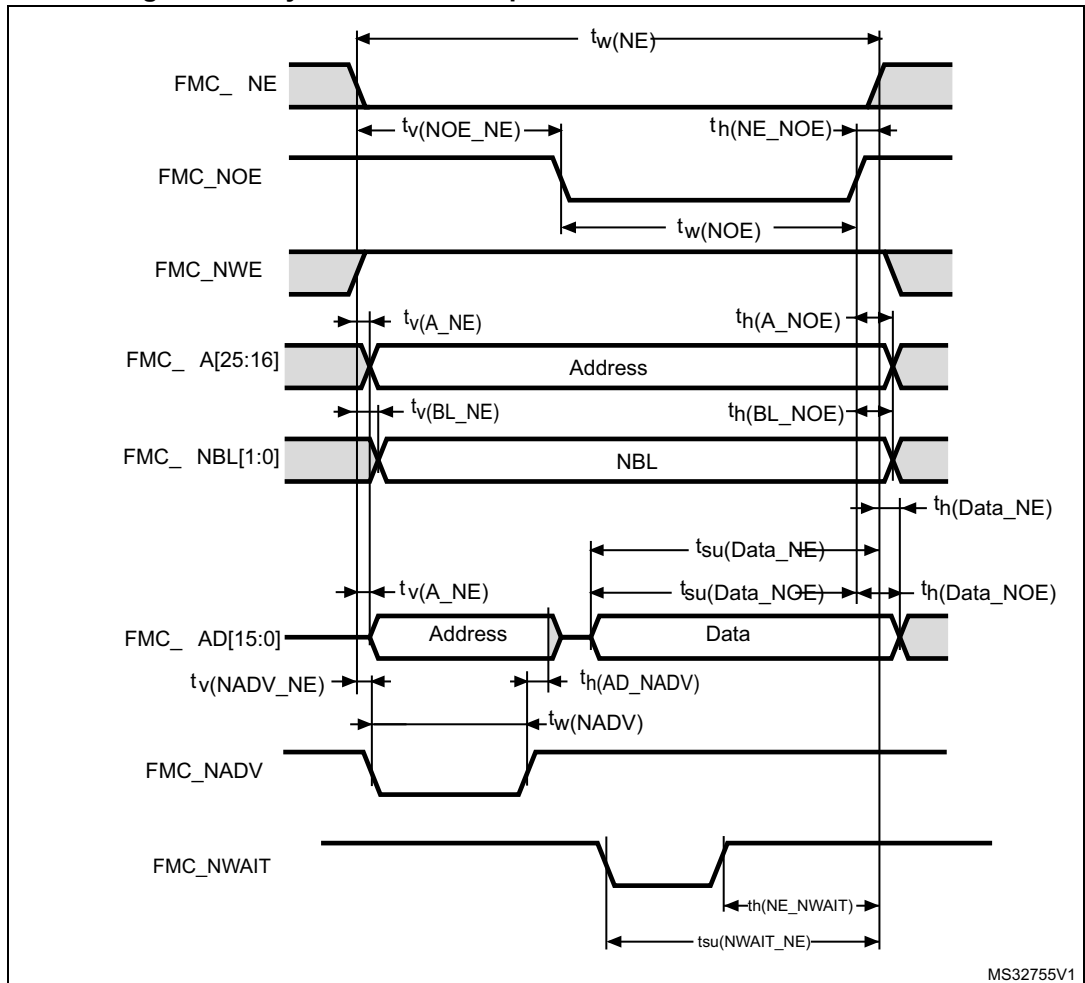 tw(NE)
FMC_ NE
tv(NOE_NE)
th(NE_NOE)
FMC_NOE
tw(NOE)
FMC_NWE
tv(A_NE)
th(A_NOE)
FMC_ A[25:16]
Address
tv(BL_NE)
th(BL_NOE)
FMC_ NBL[1:0]
NBL
th(Data_NE)
tsu(Data_NE)
tv(A_NE)
tsu(Data_NOE)
th(Data_NOE)
FMC_ AD[15:0]
Address
Data
tv(NADV_NE)
th(AD_NADV)
tw(NADV)
FMC_NADV
FMC_NWAIT
th(NE_NWAIT)
tsu(NWAIT_NE)
MS32755V1